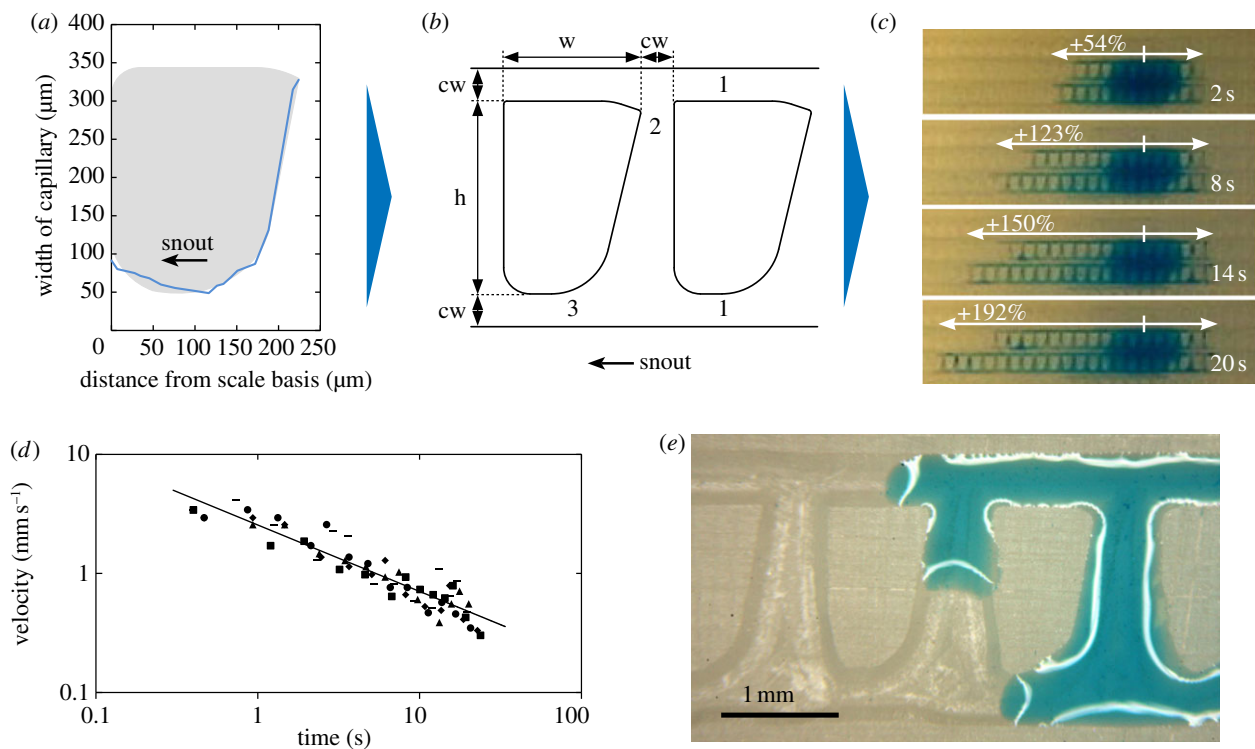 (a)
400
350
300
250
200
150
100
50
0
50
100
150
200
250
width of capillary (µm)
distance from scale basis (µm)
snout
(b)
w
cw
cw
1
2
h
cw
3
1
snout
(c)
+54%
2 s
+123%
8 s
+150%
14 s
+192%
20 s
(d)
10
1
0.1
0.1
1
10
100
velocity (mm s⁻¹)
time (s)
(e)
1 mm